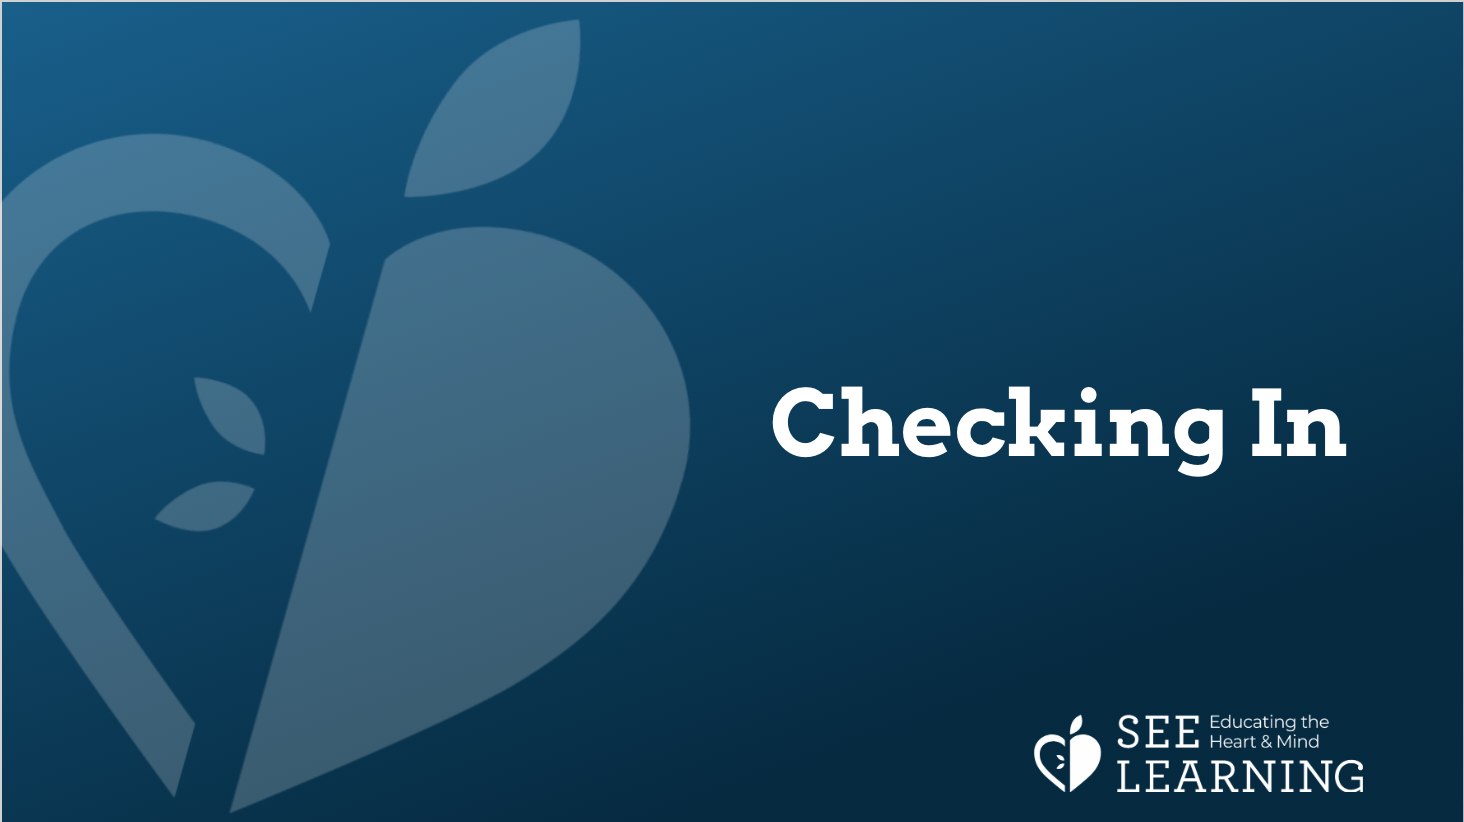 Checking In
SEE Educating the
Heart & Mind
LEARNING